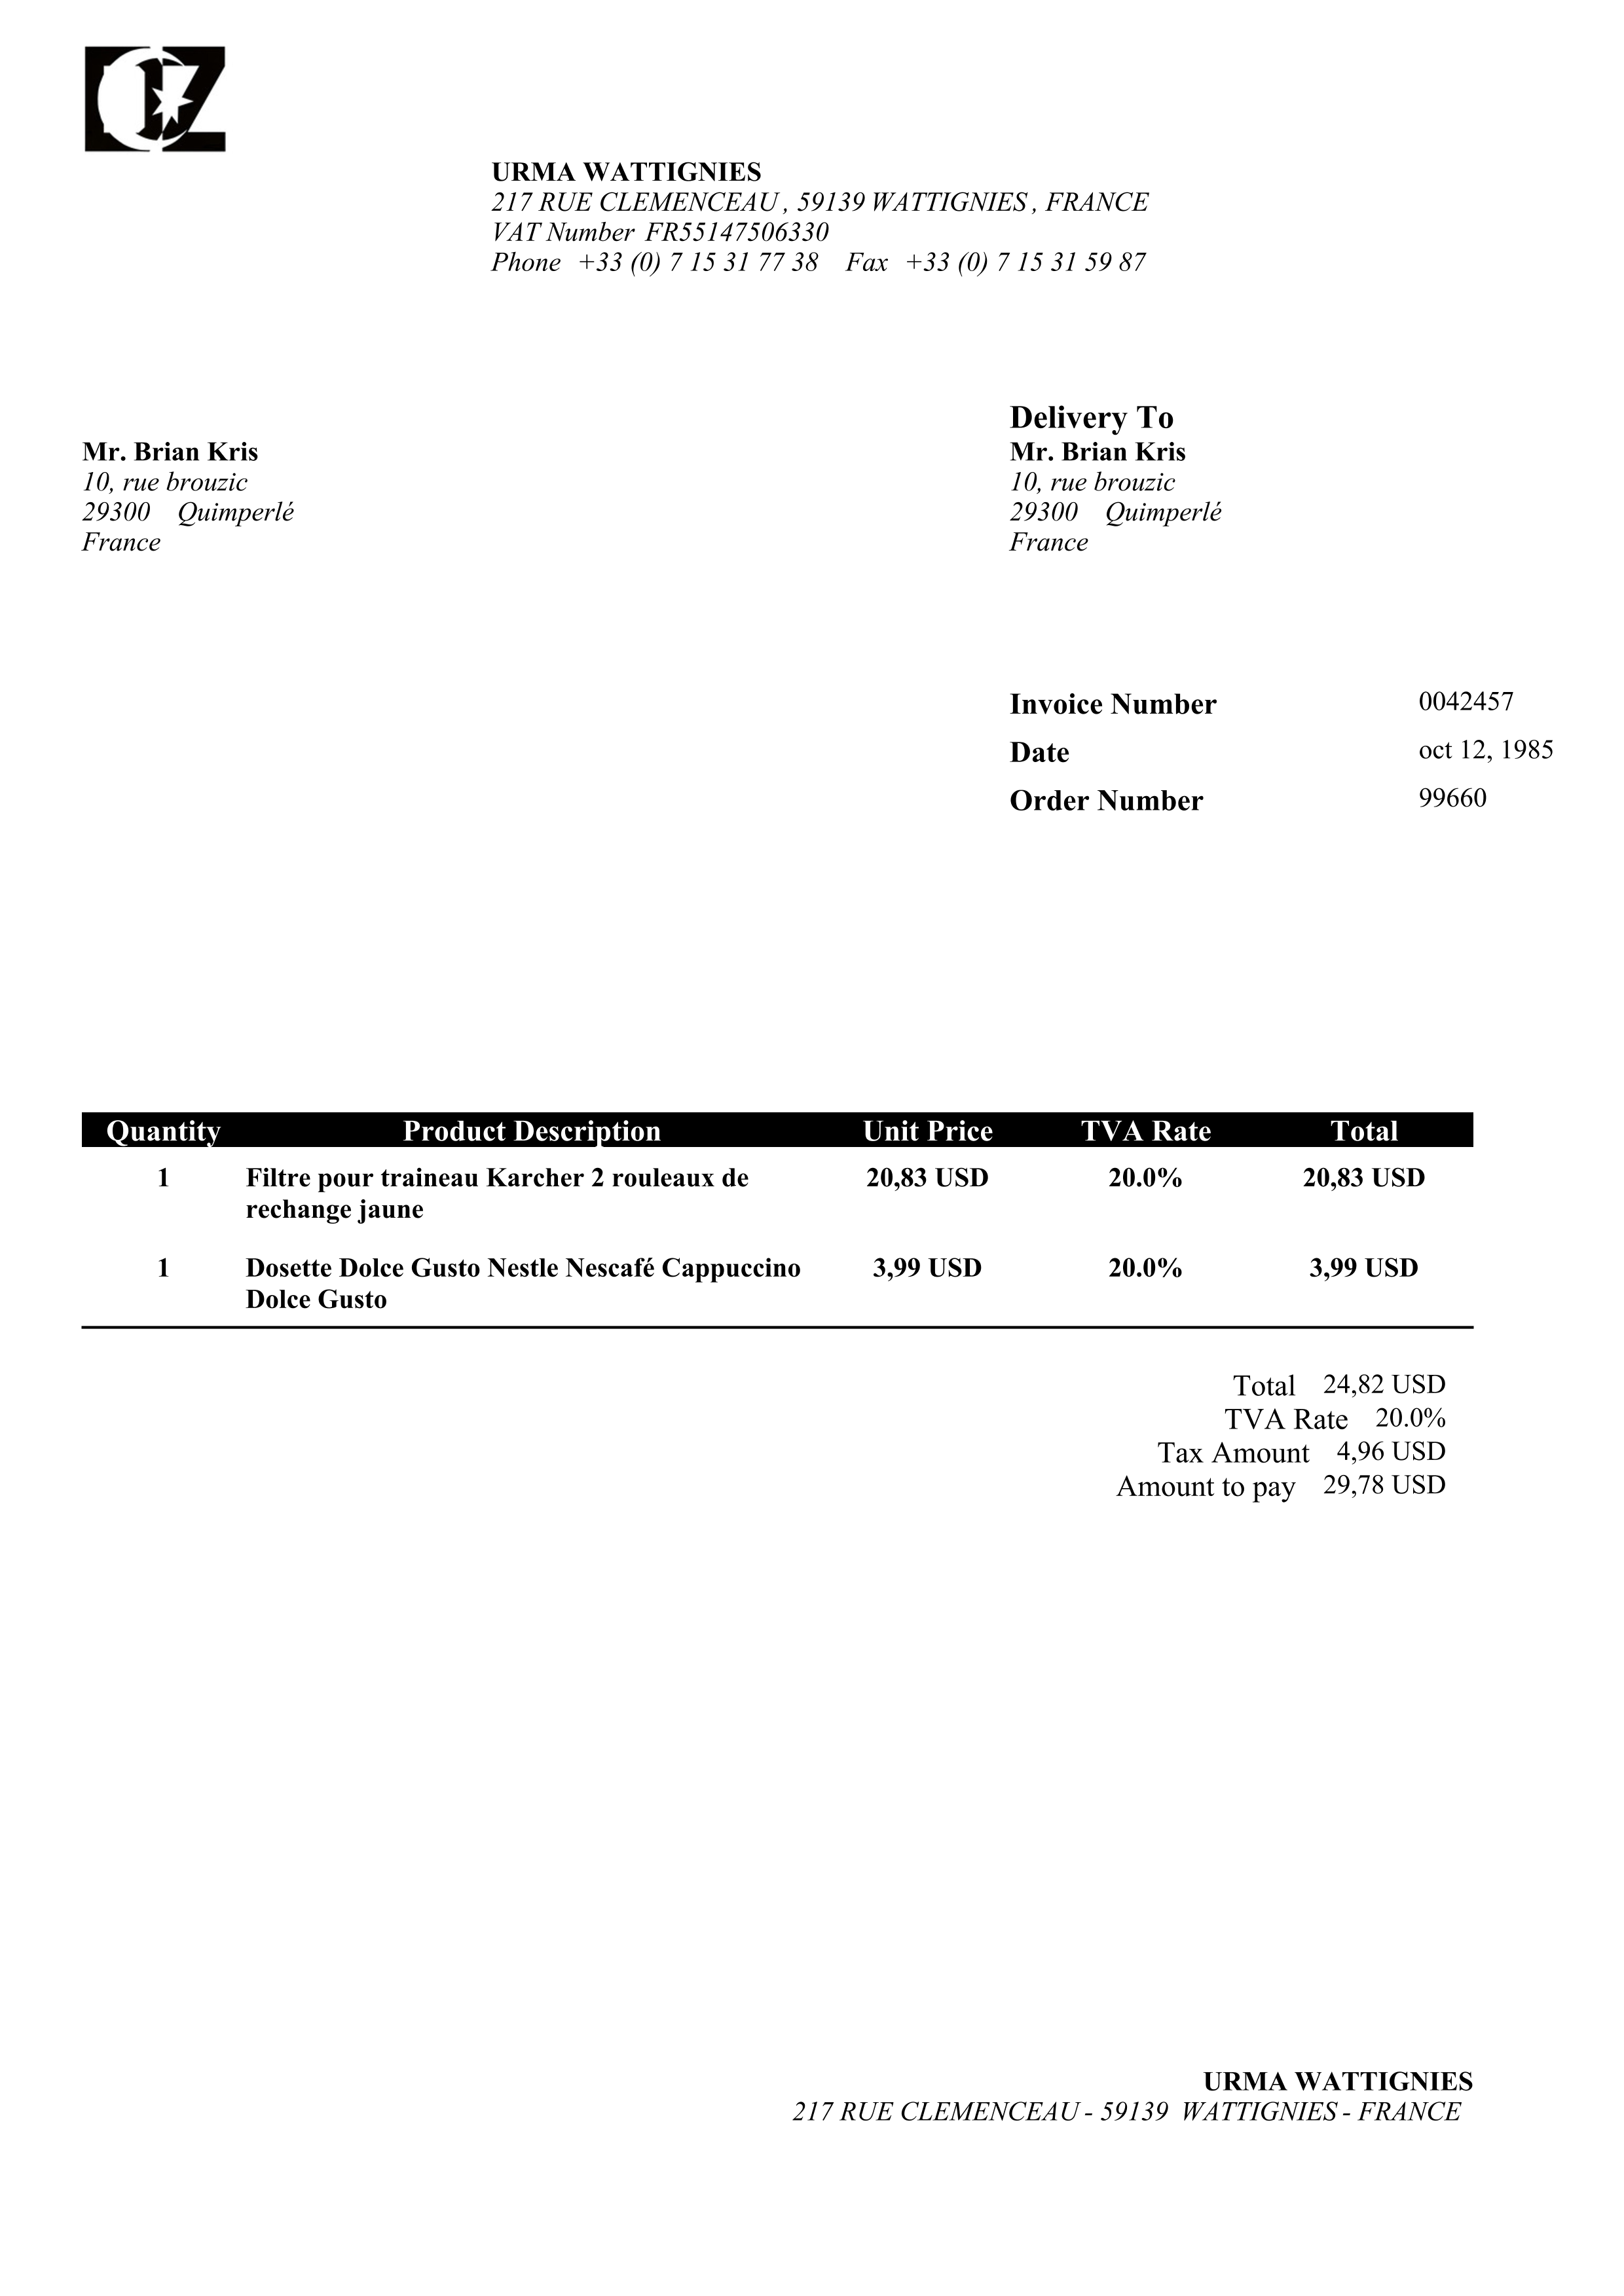 URMA WATTIGNIES
217 RUE CLEMENCEAU , 59139 WATTIGNIES , FRANCE
VAT Number FR55147506330
Phone +33 (0) 7 15 31 77 38 Fax +33 (0) 7 15 31 59 87
Mr. Brian Kris
10, rue brouzic
29300 Quimperlé
France
Delivery To
Mr. Brian Kris
10, rue brouzic
29300 Quimperlé
France
Invoice Number 0042457
Date oct 12, 1985
Order Number 99660
Quantity Product Description Unit Price TVA Rate Total
1 Filtre pour traineau Karcher 2 rouleaux de 20,83 USD 20.0% 20,83 USD
rechange jaune
1 Dosette Dolce Gusto Nestle Nescafé Cappuccino 3,99 USD 20.0% 3,99 USD
Dolce Gusto
Total 24,82 USD
TVA Rate 20.0%
Tax Amount 4,96 USD
Amount to pay 29,78 USD
URMA WATTIGNIES
217 RUE CLEMENCEAU - 59139 WATTIGNIES - FRANCE